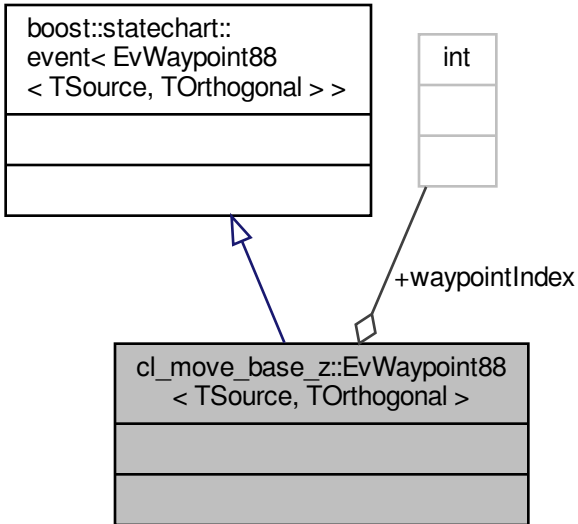 boost::statechart::
event< EvWaypoint88
< TSource, TOrthogonal > >
int
+waypointIndex
cl_move_base_z::EvWaypoint88
< TSource, TOrthogonal >